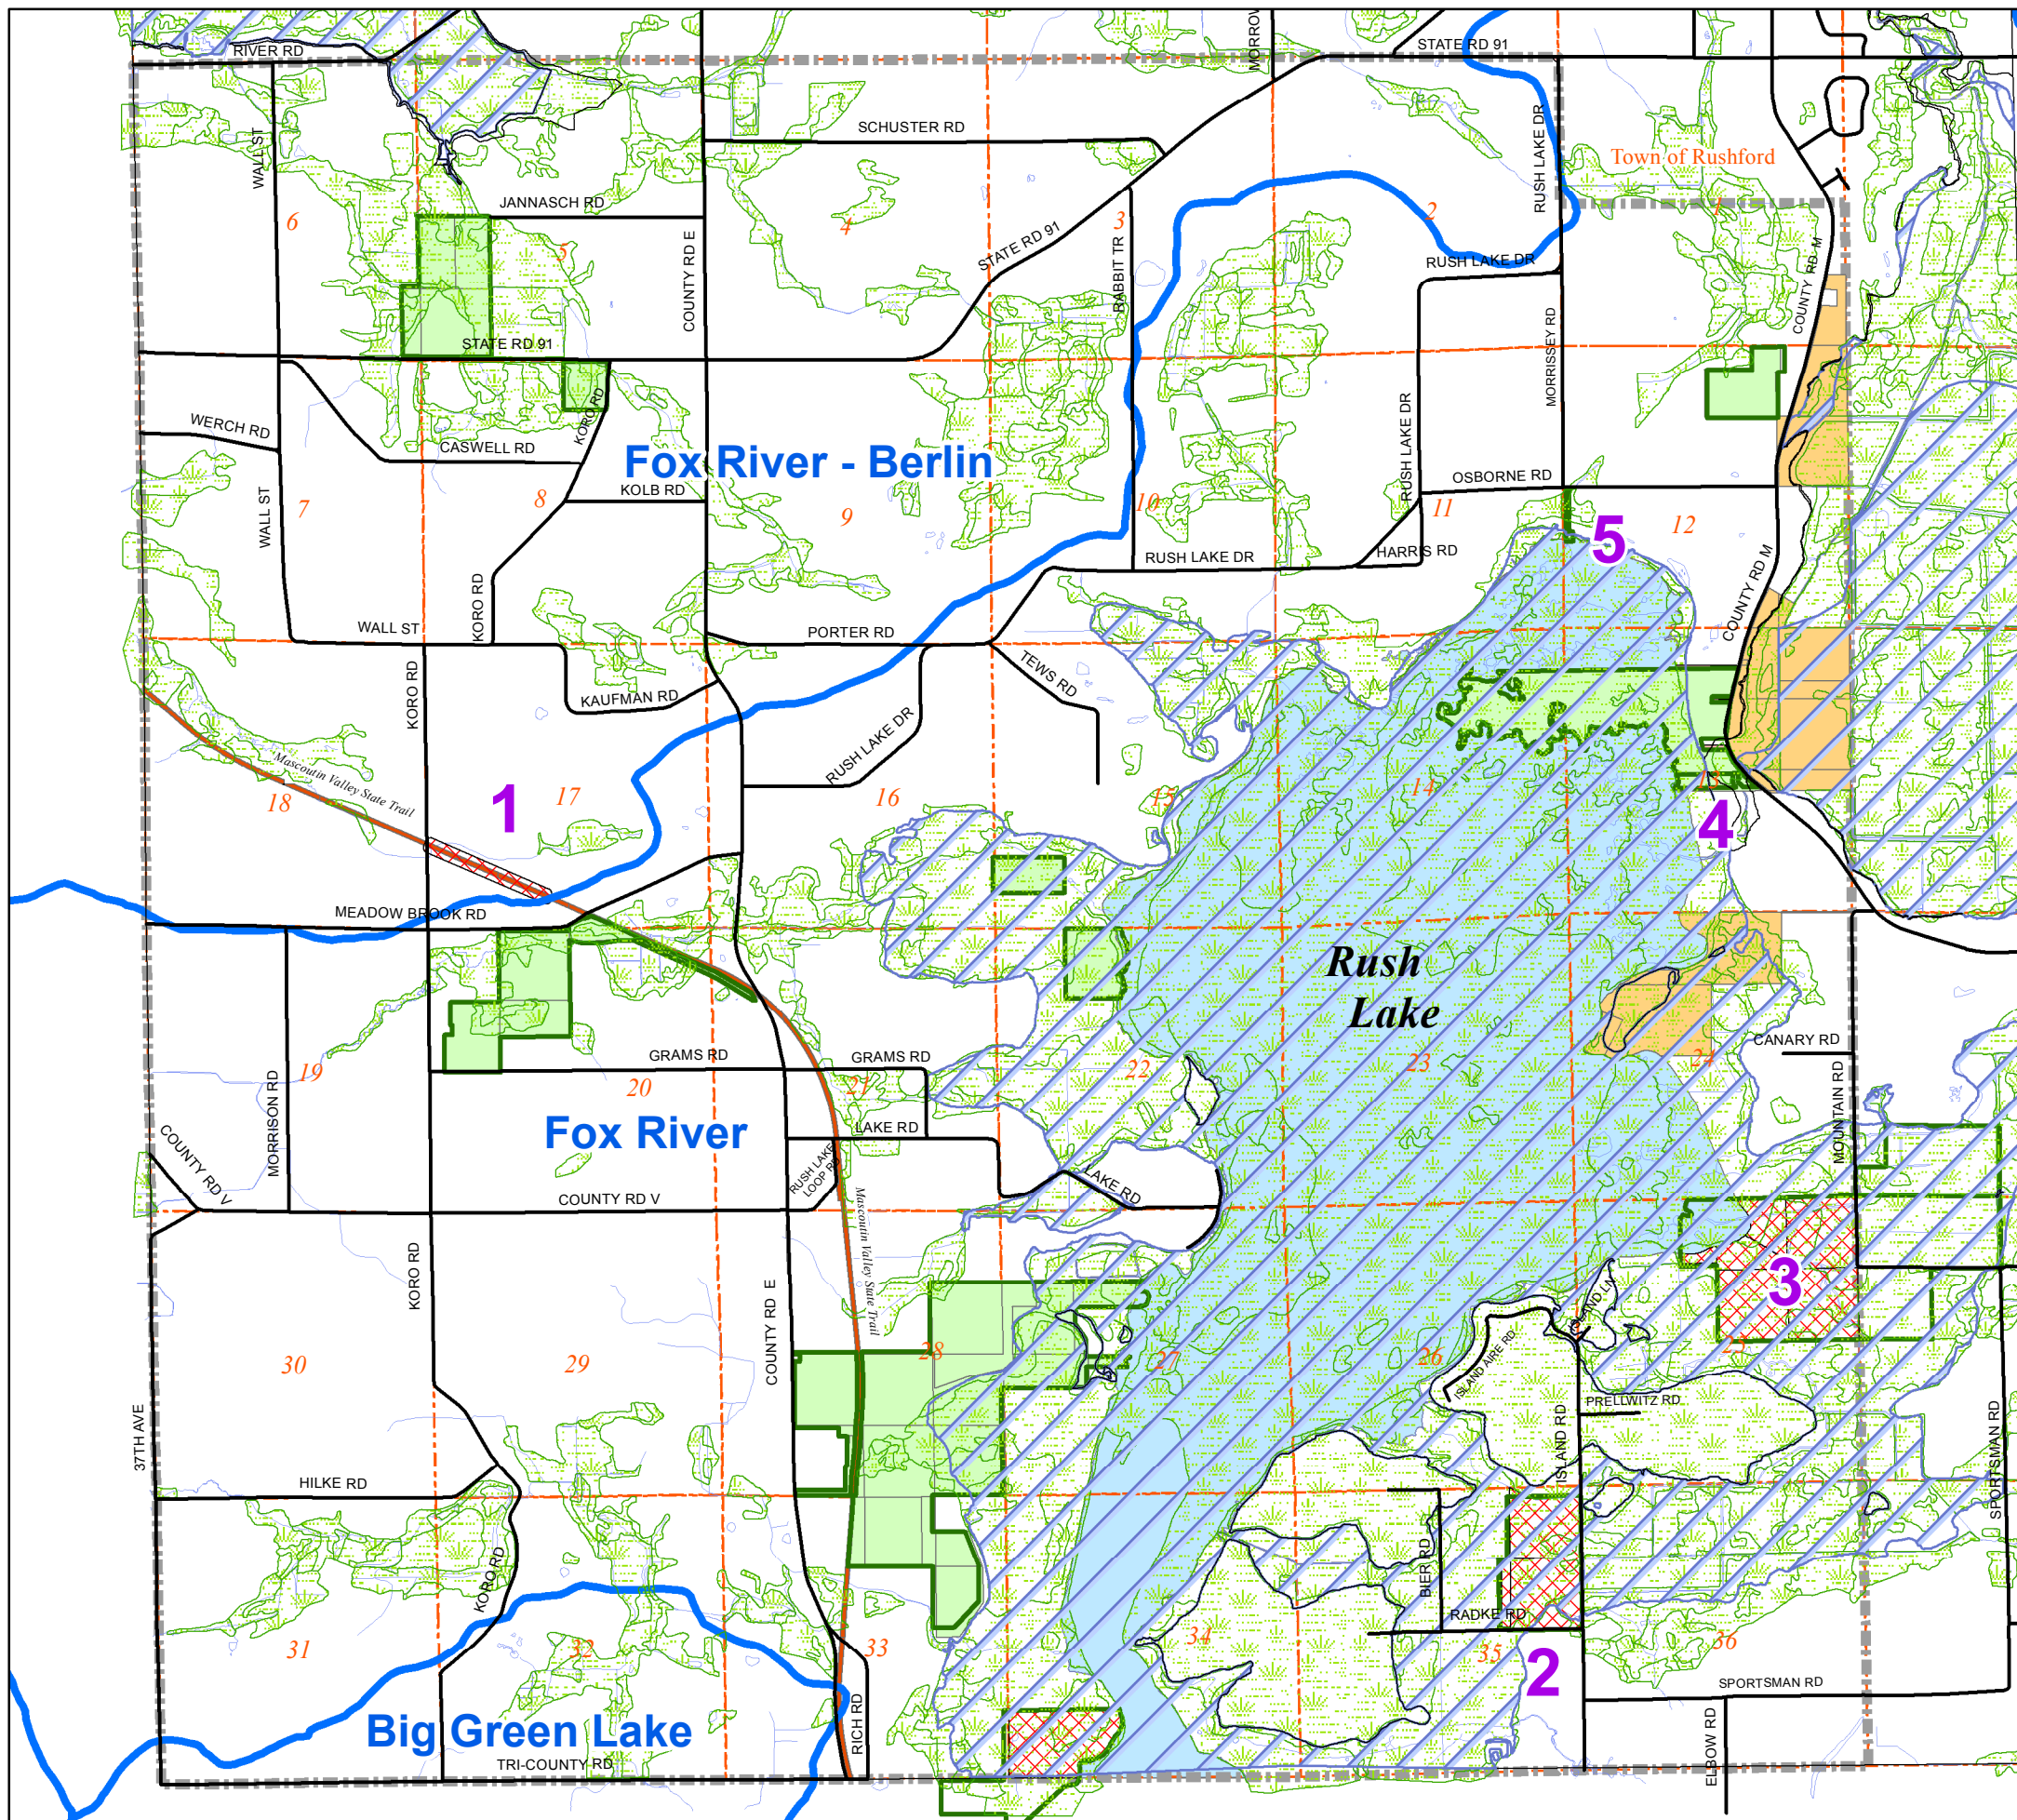 RIVER RD
STATE RD 91
MORROW
SCHUSTER RD
WALL ST
RUSH LAKE DR
Town of Rushford
JANNASCH RD
6
5
4
3
2
1
COUNTY RD E
STATE RD 91
RABBIT TR
RUSH LAKE DR
COUNTY RD M
STATE RD 91
MORRISSEY RD
WERCH RD
CASWELL RD
KORO RD
Fox River - Berlin
RUSH LAKE DR
OSBORNE RD
KOLB RD
WALL ST
7
8
9
10
11
12
5
RUSH LAKE DR
HARRIS RD
KORO RD
COUNTY RD M
WALL ST
PORTER RD
TEWS RD
KORO RD
KAUFMAN RD
RUSH LAKE DR
Mascoutin Valley State Trail
18
1
17
16
15
14
13
4
MEADOW BROOK RD
Rush
Lake
CANARY RD
GRAMS RD
GRAMS RD
19
20
21
22
23
24
MORRISON RD
MOUNTAIN RD
Fox River
LAKE RD
COUNTY RD V
RUSH LAKE
LOOP RD
LAKE RD
COUNTY RD V
Mascoutin Valley State Trail
KORO RD
COUNTY RD E
3
ISLAND LN
ISLAND AIRE RD
30
29
28
27
26
25
PRELLWITZ RD
37TH AVE
ISLAND RD
SPORTSMAN RD
HILKE RD
KORO RD
BIER RD
RADKE RD
31
32
33
34
35
36
2
SPORTSMAN RD
RICH RD
ELBOW RD
Big Green Lake
TRI-COUNTY RD